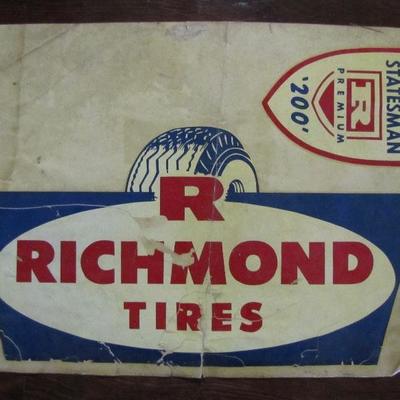 STATESMAN
R
PREMIUM
'200'
R
RICHMOND
TIRES